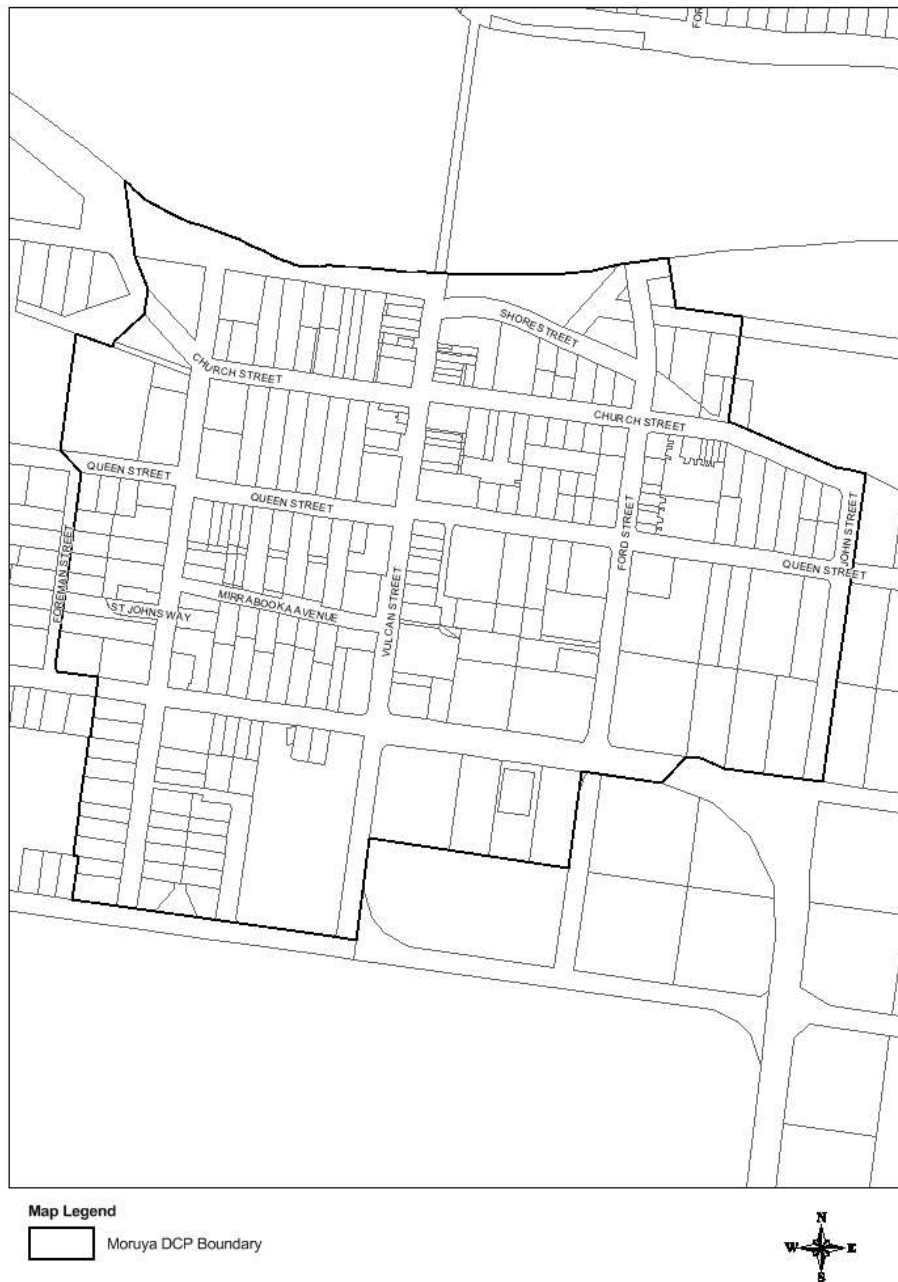 FOR
SHORE STREET
CHURCH STREET
CHURCH STREET
QUEEN STREET
QUEEN STREET
FORD STREET
JOHN STREET
QUEEN STREET
FOREMAN STREET
ST JOHNS WAY
MIRRABOOKA AVENUE
VULCAN STREET
Map Legend
Moruya DCP Boundary
N
W E
S